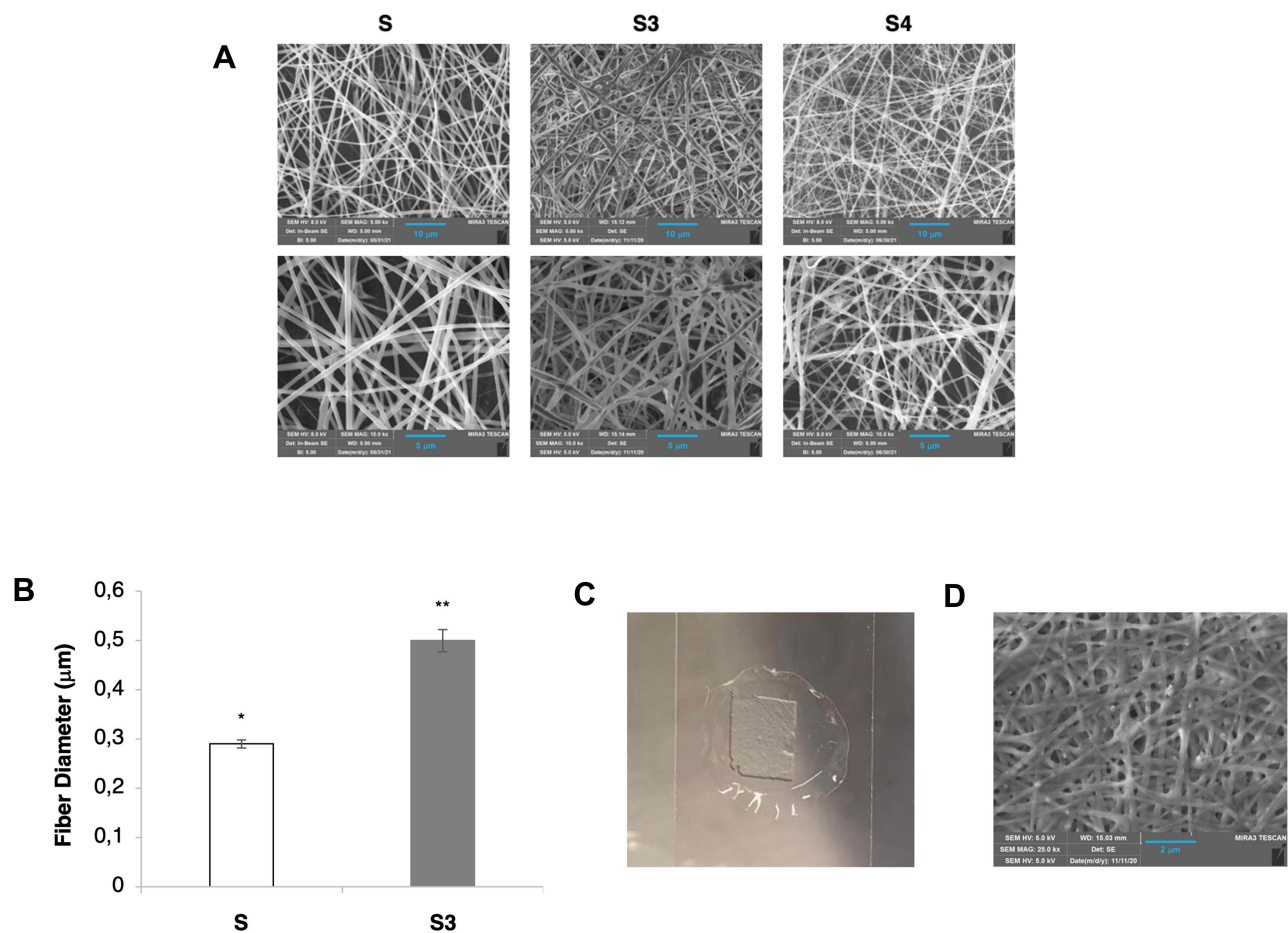 S S3 S4
A
SEM HV: 8.0 kV SEM MAG: 5.00 kx MIRA3 TESCAN
Det: In-Beam SE WD: 5.00 mm 10 μm
BI: 5.00 Date(m/d/y): 05/31/21
SEM HV: 5.0 kV WD: 15.12 mm MIRA3 TESCAN
SEM MAG: 5.00 kx Det: SE 10 μm
SEM HV: 5.0 kV Date(m/d/y): 11/11/20
SEM HV: 8.0 kV SEM MAG: 5.00 kx MIRA3 TESCAN
Det: In-Beam SE WD: 5.00 mm 10 μm
BI: 5.00 Date(m/d/y): 06/30/21
SEM HV: 8.0 kV SEM MAG: 10.0 kx MIRA3 TESCAN
Det: In-Beam SE WD: 5.00 mm 5 μm
BI: 5.00 Date(m/d/y): 05/31/21
SEM HV: 5.0 kV WD: 15.14 mm MIRA3 TESCAN
SEM MAG: 10.0 kx Det: SE 5 μm
SEM HV: 5.0 kV Date(m/d/y): 11/11/20
SEM HV: 8.0 kV SEM MAG: 10.0 kx MIRA3 TESCAN
Det: In-Beam SE WD: 5.00 mm 5 μm
BI: 5.00 Date(m/d/y): 06/30/21
B
Fiber Diameter (μm)
0,6
0,5
0,4
0,3
0,2
0,1
0
*
**
S S3
C
D
SEM HV: 5.0 kV WD: 15.03 mm MIRA3 TESCAN
SEM MAG: 25.0 kx Det: SE 2 μm
SEM HV: 5.0 kV Date(m/d/y): 11/11/20